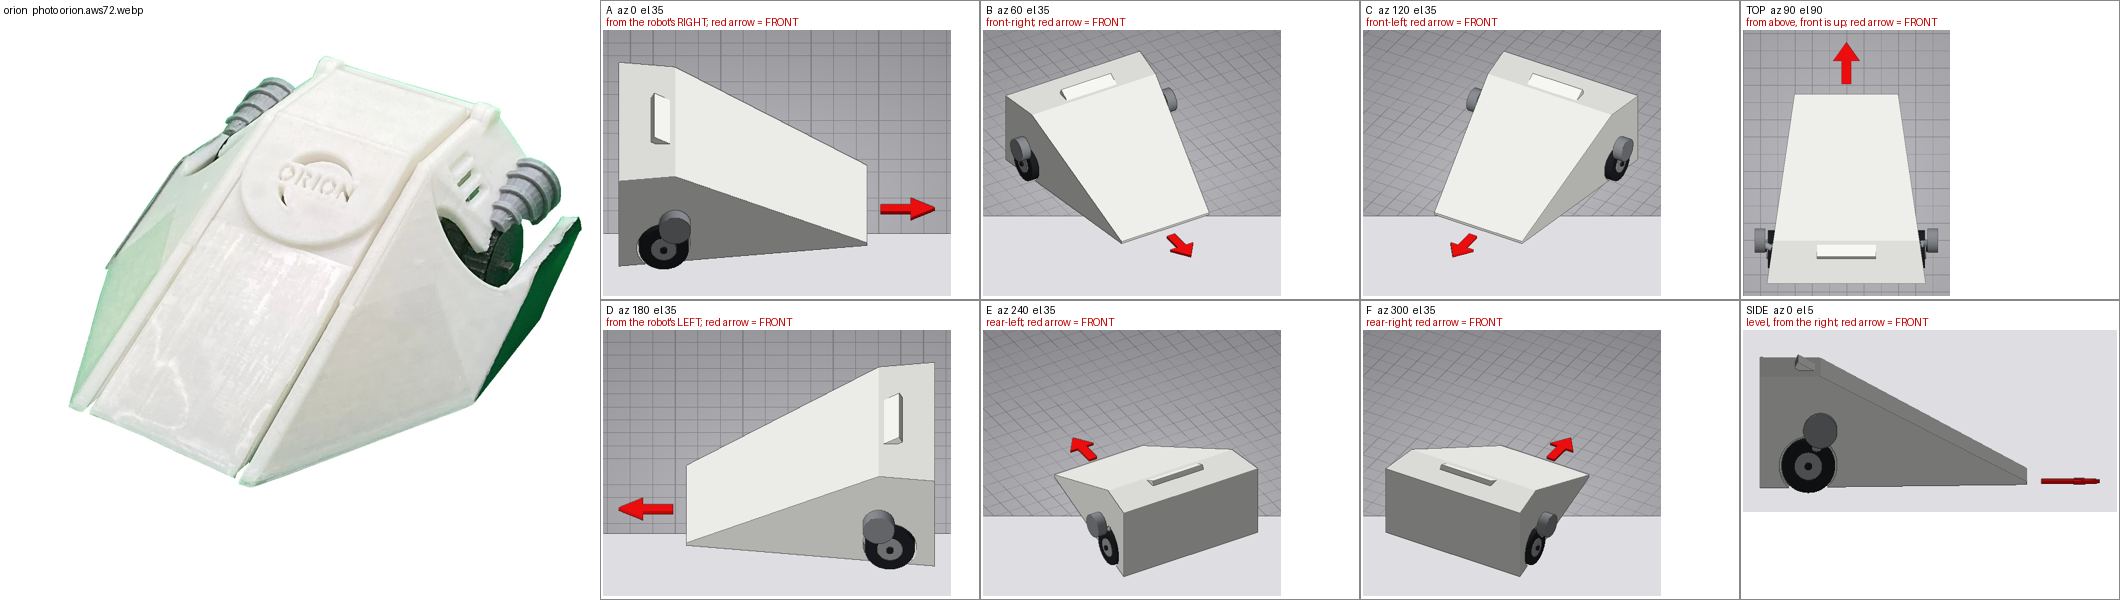 orion photoorion.aws72.webp
ORION
A az 0 el 35
from the robot's RIGHT; red arrow = FRONT
B az 60 el 35
front-right; red arrow = FRONT
C az 120 el 35
front-left; red arrow = FRONT
TOP az 90 el 90
from above, front is up; red arrow = FRONT
D az 180 el 35
from the robot's LEFT; red arrow = FRONT
E az 240 el 35
rear-left; red arrow = FRONT
F az 300 el 35
rear-right; red arrow = FRONT
SIDE az 0 el 5
level, from the right; red arrow = FRONT